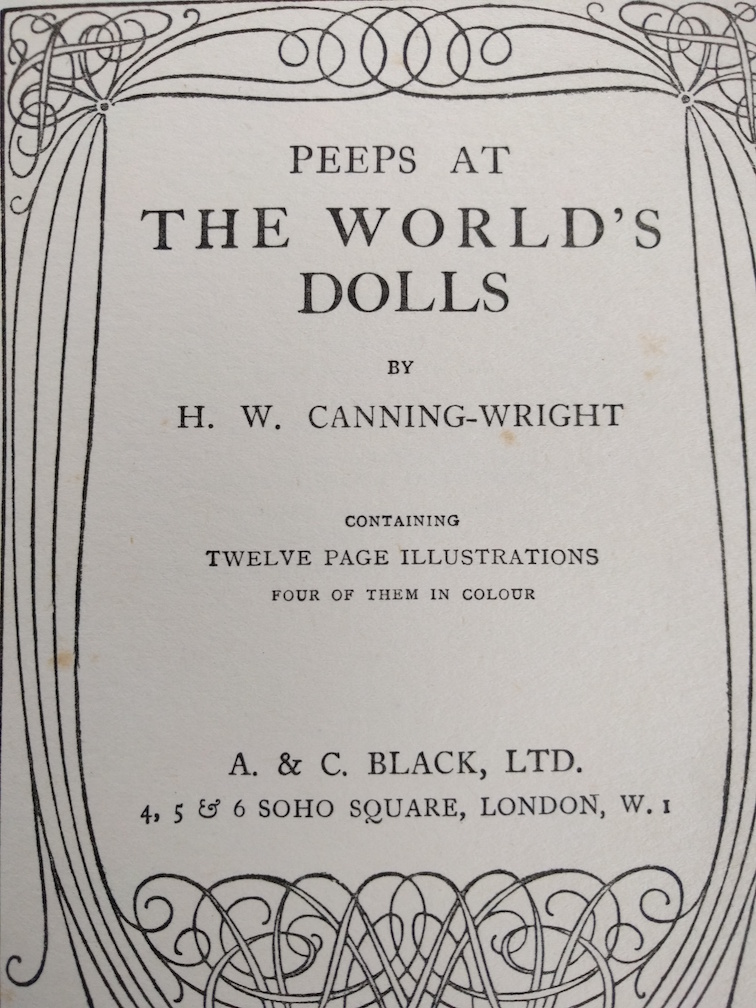 PEEPS AT
THE WORLD'S
DOLLS
BY
H. W. CANNING-WRIGHT
CONTAINING
TWELVE PAGE ILLUSTRATIONS
FOUR OF THEM IN COLOUR
A. & C. BLACK, LTD.
4, 5 & 6 SOHO SQUARE, LONDON, W. 1